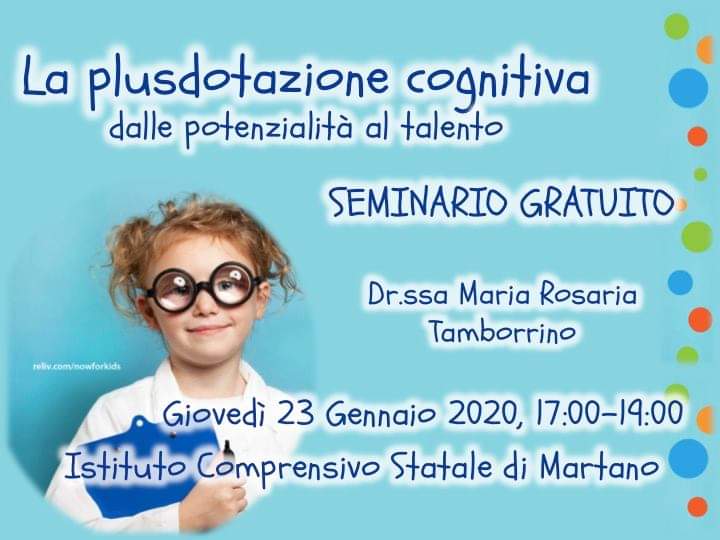 La plusdotazione cognitiva
dalle potenzialità al talento
SEMINARIO GRATUITO
Dr.ssa Maria Rosaria
Tamborrino
reliv.com/nowforkids
Giovedì 23 Gennaio 2020, 17:00-19:00
Istituto Comprensivo Statale di Martano